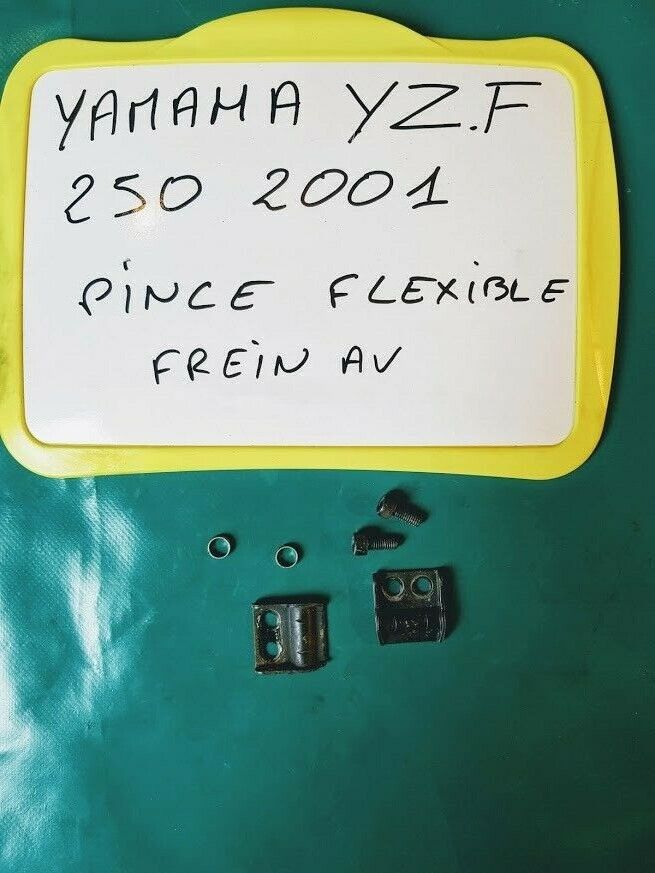 YAMAHA YZ.F
250 2001
PINCE FLEXIBLE
FREIN AV